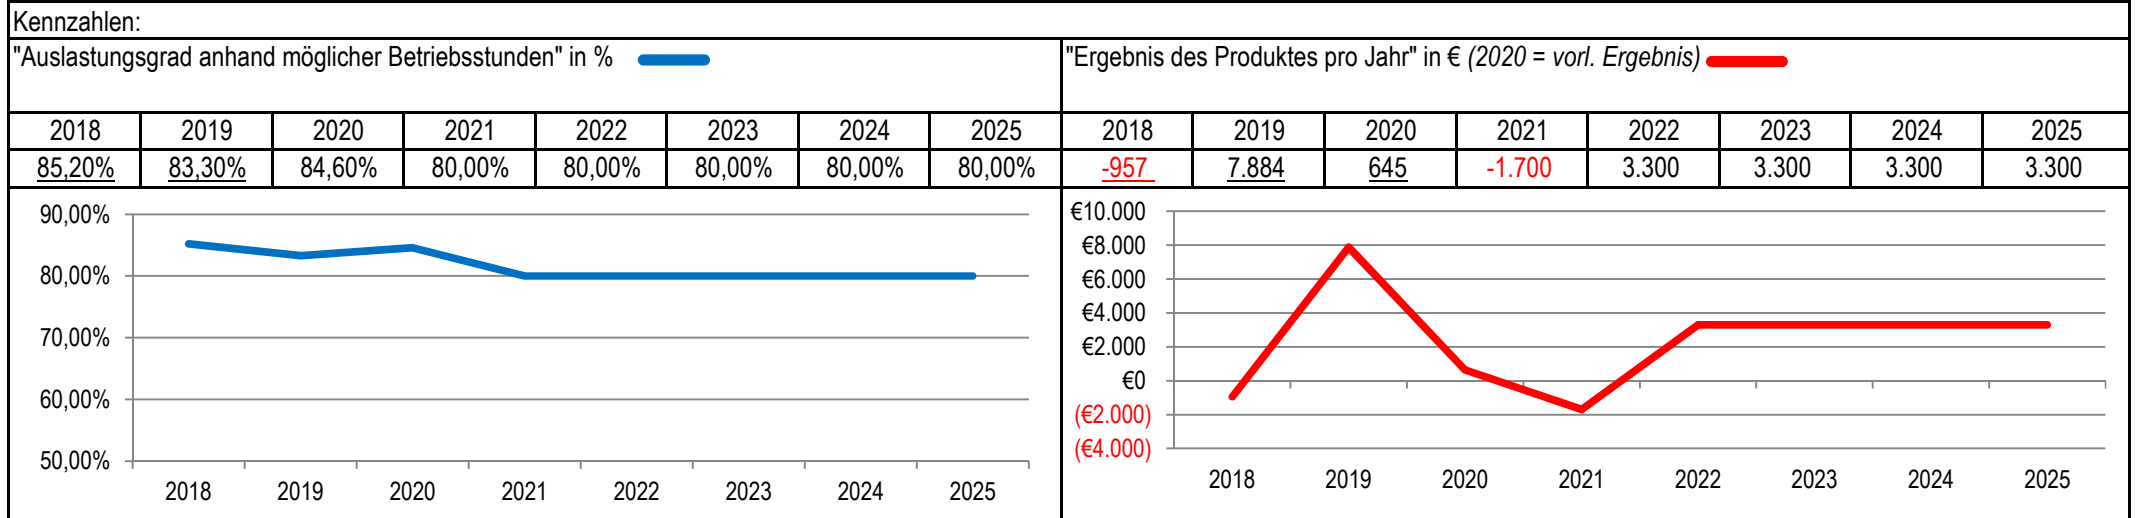 Kennzahlen:
"Auslastungsgrad anhand möglicher Betriebsstunden" in %
"Ergebnis des Produktes pro Jahr" in € (2020 = vorl. Ergebnis)
2018 2019 2020 2021 2022 2023 2024 2025
85,20% 83,30% 84,60% 80,00% 80,00% 80,00% 80,00% 80,00%
2018 2019 2020 2021 2022 2023 2024 2025
-957 7.884 645 -1.700 3.300 3.300 3.300 3.300
90,00%
80,00%
70,00%
60,00%
50,00%
2018 2019 2020 2021 2022 2023 2024 2025
€10.000
€8.000
€6.000
€4.000
€2.000
€0
(€2.000)
(€4.000)
2018 2019 2020 2021 2022 2023 2024 2025